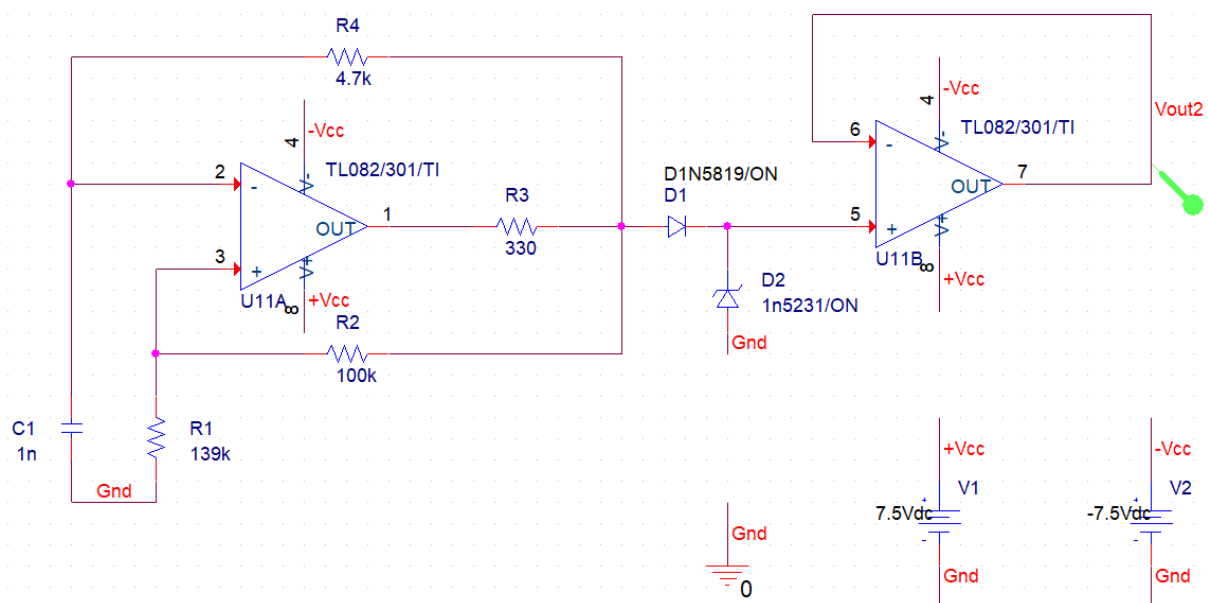 R4
4.7k
4
-Vcc
TL082/301/TI
2
-
V-
OUT
1
3
+
V+
U11A
8
+Vcc
R3
330
R2
100k
C1
1n
R1
139k
Gnd
D1N5819/ON
D1
D2
1n5231/ON
Gnd
4
-Vcc
TL082/301/TI
6
-
V-
OUT
7
5
+
V+
U11B
8
+Vcc
Vout2
Gnd
0
+Vcc
V1
7.5Vdc
+
-
Gnd
-Vcc
V2
-7.5Vdc
+
-
Gnd